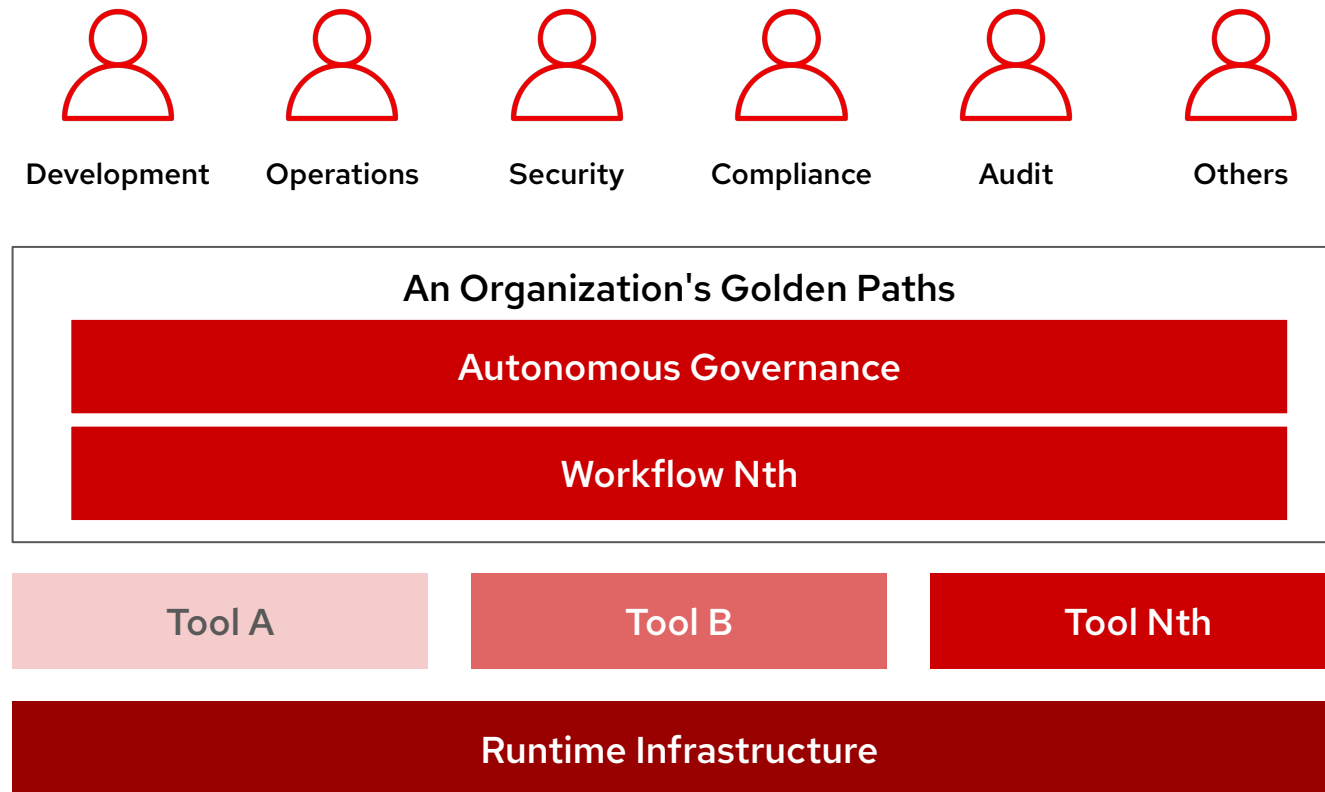 Development
Operations
Security
Compliance
Audit
Others
An Organization's Golden Paths
Autonomous Governance
Workflow Nth
Tool A
Tool B
Tool Nth
Runtime Infrastructure